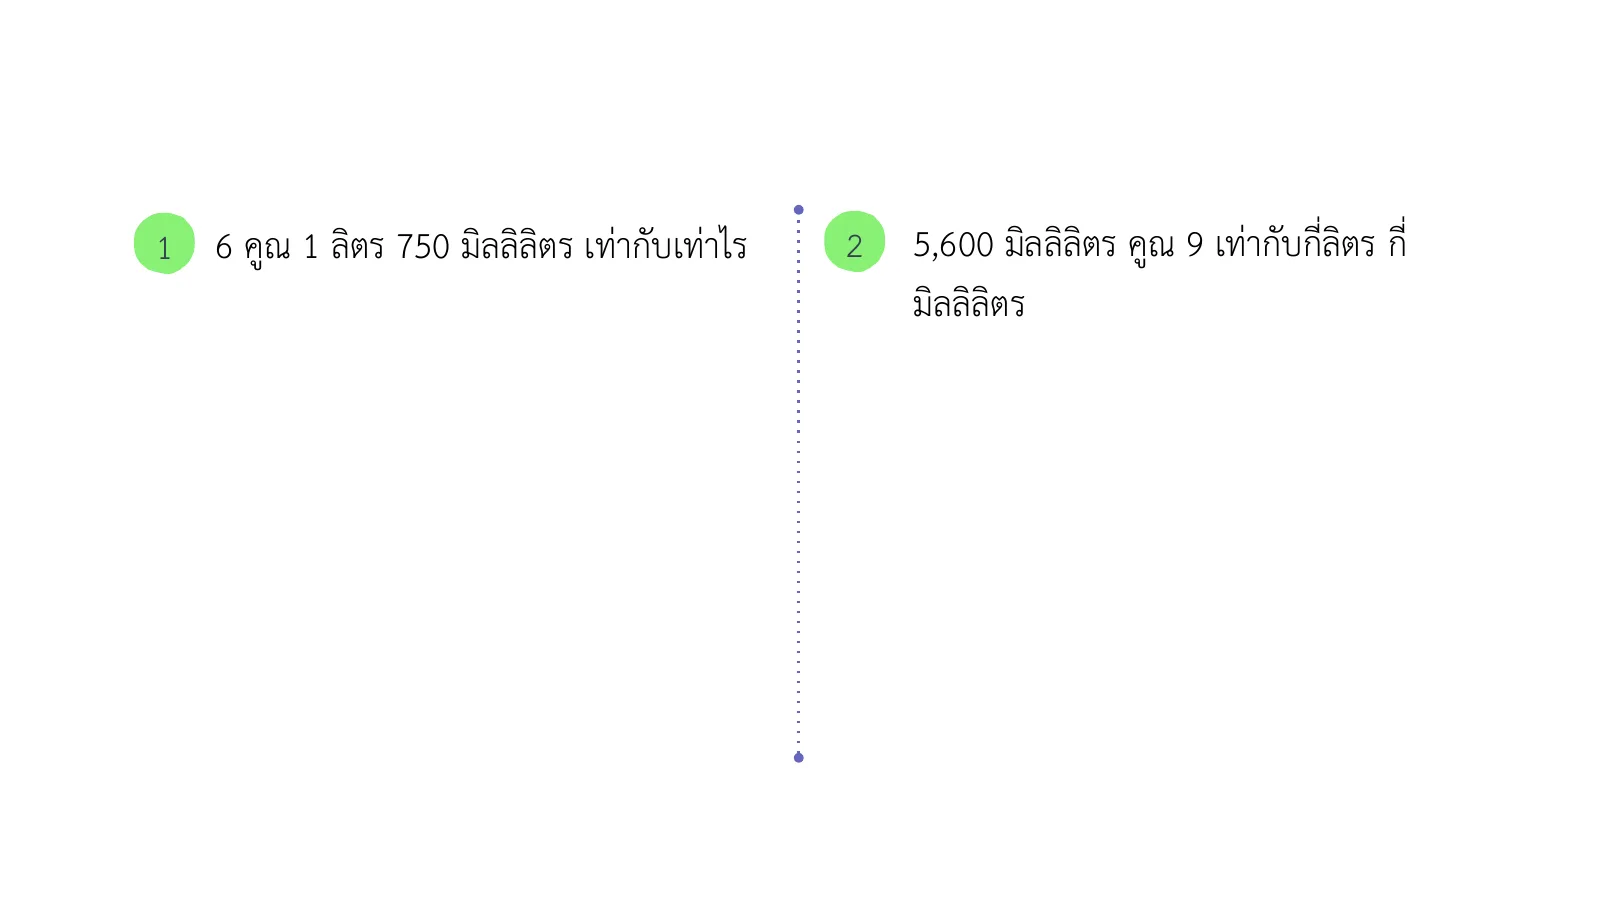 1 6 คูณ 1 ลิตร 750 มิลลิลิตร เท่ากับเท่าไร
2 5,600 มิลลิลิตร คูณ 9 เท่ากับกี่ลิตร กี่
มิลลิลิตร